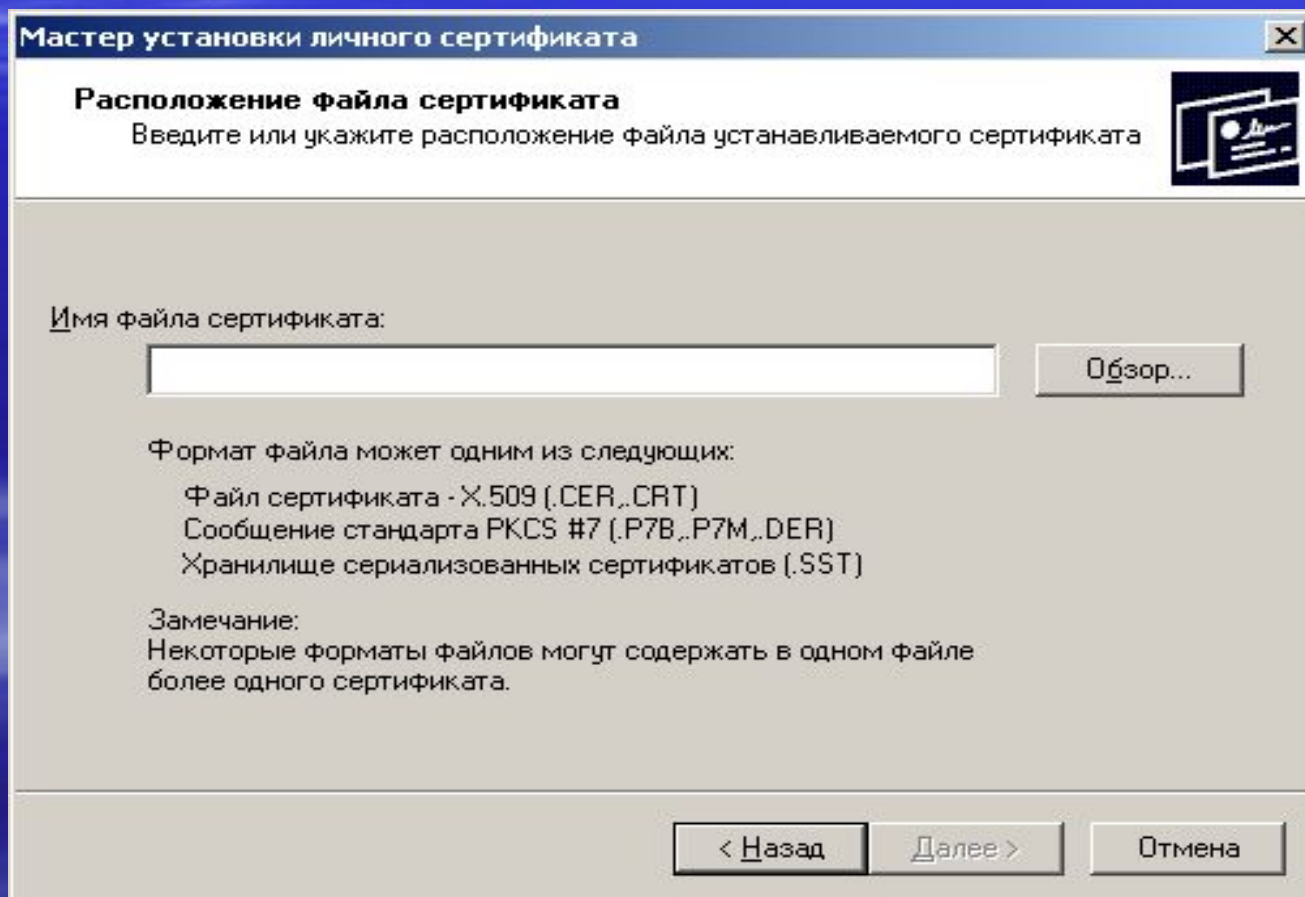 Мастер установки личного сертификата
Расположение файла сертификата
Введите или укажите расположение файла устанавливаемого сертификата
Имя файла сертификата:
Обзор...
Формат файла может одним из следующих:
Файл сертификата - X.509 (.CER,.CRT)
Сообщение стандарта PKCS #7 (.P7B,.P7M,.DER)
Хранилище сериализованных сертификатов (.SST)
Замечание:
Некоторые форматы файлов могут содержать в одном файле
более одного сертификата.
< Назад
Далее >
Отмена